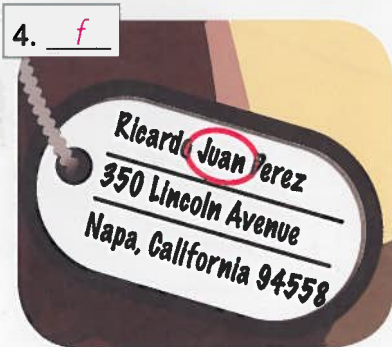 4. f
Ricardo Juan Perez
350 Lincoln Avenue
Napa, California 94558